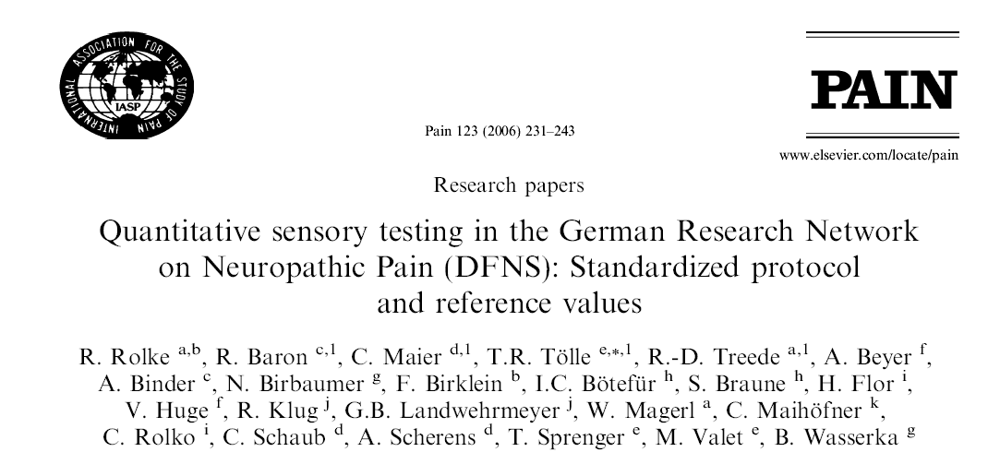 INTERNATIONAL ASSOCIATION FOR THE STUDY OF PAIN
IASP
PAIN
Pain 123 (2006) 231–243
www.elsevier.com/locate/pain
Research papers
Quantitative sensory testing in the German Research Network
on Neuropathic Pain (DFNS): Standardized protocol
and reference values
R. Rolke a,b, R. Baron c,1, C. Maier d,1, T.R. Tölle e,*,1, R.-D. Treede a,1, A. Beyer f,
A. Binder c, N. Birbaumer g, F. Birklein b, I.C. Bötefür h, S. Braune h, H. Flor i,
V. Huge f, R. Klug j, G.B. Landwehrmeyer j, W. Magerl a, C. Maihöfner k,
C. Rolko i, C. Schaub d, A. Scherens d, T. Sprenger e, M. Valet e, B. Wasserka g